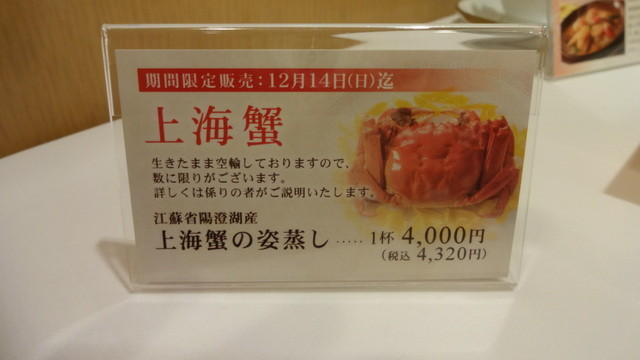 期間限定販売：12月14日(日)迄
上海蟹
生きたまま空輸しておりますので、
数に限りがございます。
詳しくは係りの者がご説明いたします。
江蘇省陽澄湖産
上海蟹の姿蒸し ‥‥‥ 1杯 4,000円
(税込 4,320円)